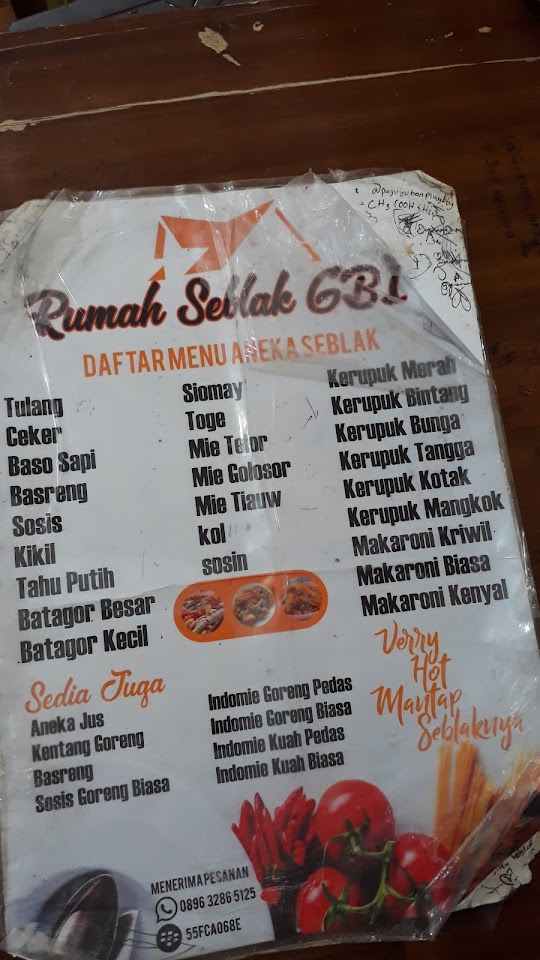 Rumah Seblak GBI
DAFTAR MENU ANEKA SEBLAK
Tulang
Ceker
Baso Sapi
Basreng
Sosis
Kikil
Tahu Putih
Batagor Besar
Batagor Kecil
Siomay
Toge
Mie Telor
Mie Golosor
Mie Tiauw
kol
sosin
Kerupuk Merah
Kerupuk Bintang
Kerupuk Bunga
Kerupuk Tangga
Kerupuk Kotak
Kerupuk Mangkok
Makaroni Kriwil
Makaroni Biasa
Makaroni Kenyal
Sedia Juga
Aneka Jus
Kentang Goreng
Basreng
Sosis Goreng Biasa
Indomie Goreng Pedas
Indomie Goreng Biasa
Indomie Kuah Pedas
Indomie Kuah Biasa
Verry
Hot
Mantap
Seblaknya
MENERIMA PESANAN
0896 3286 5125
55FCA068E